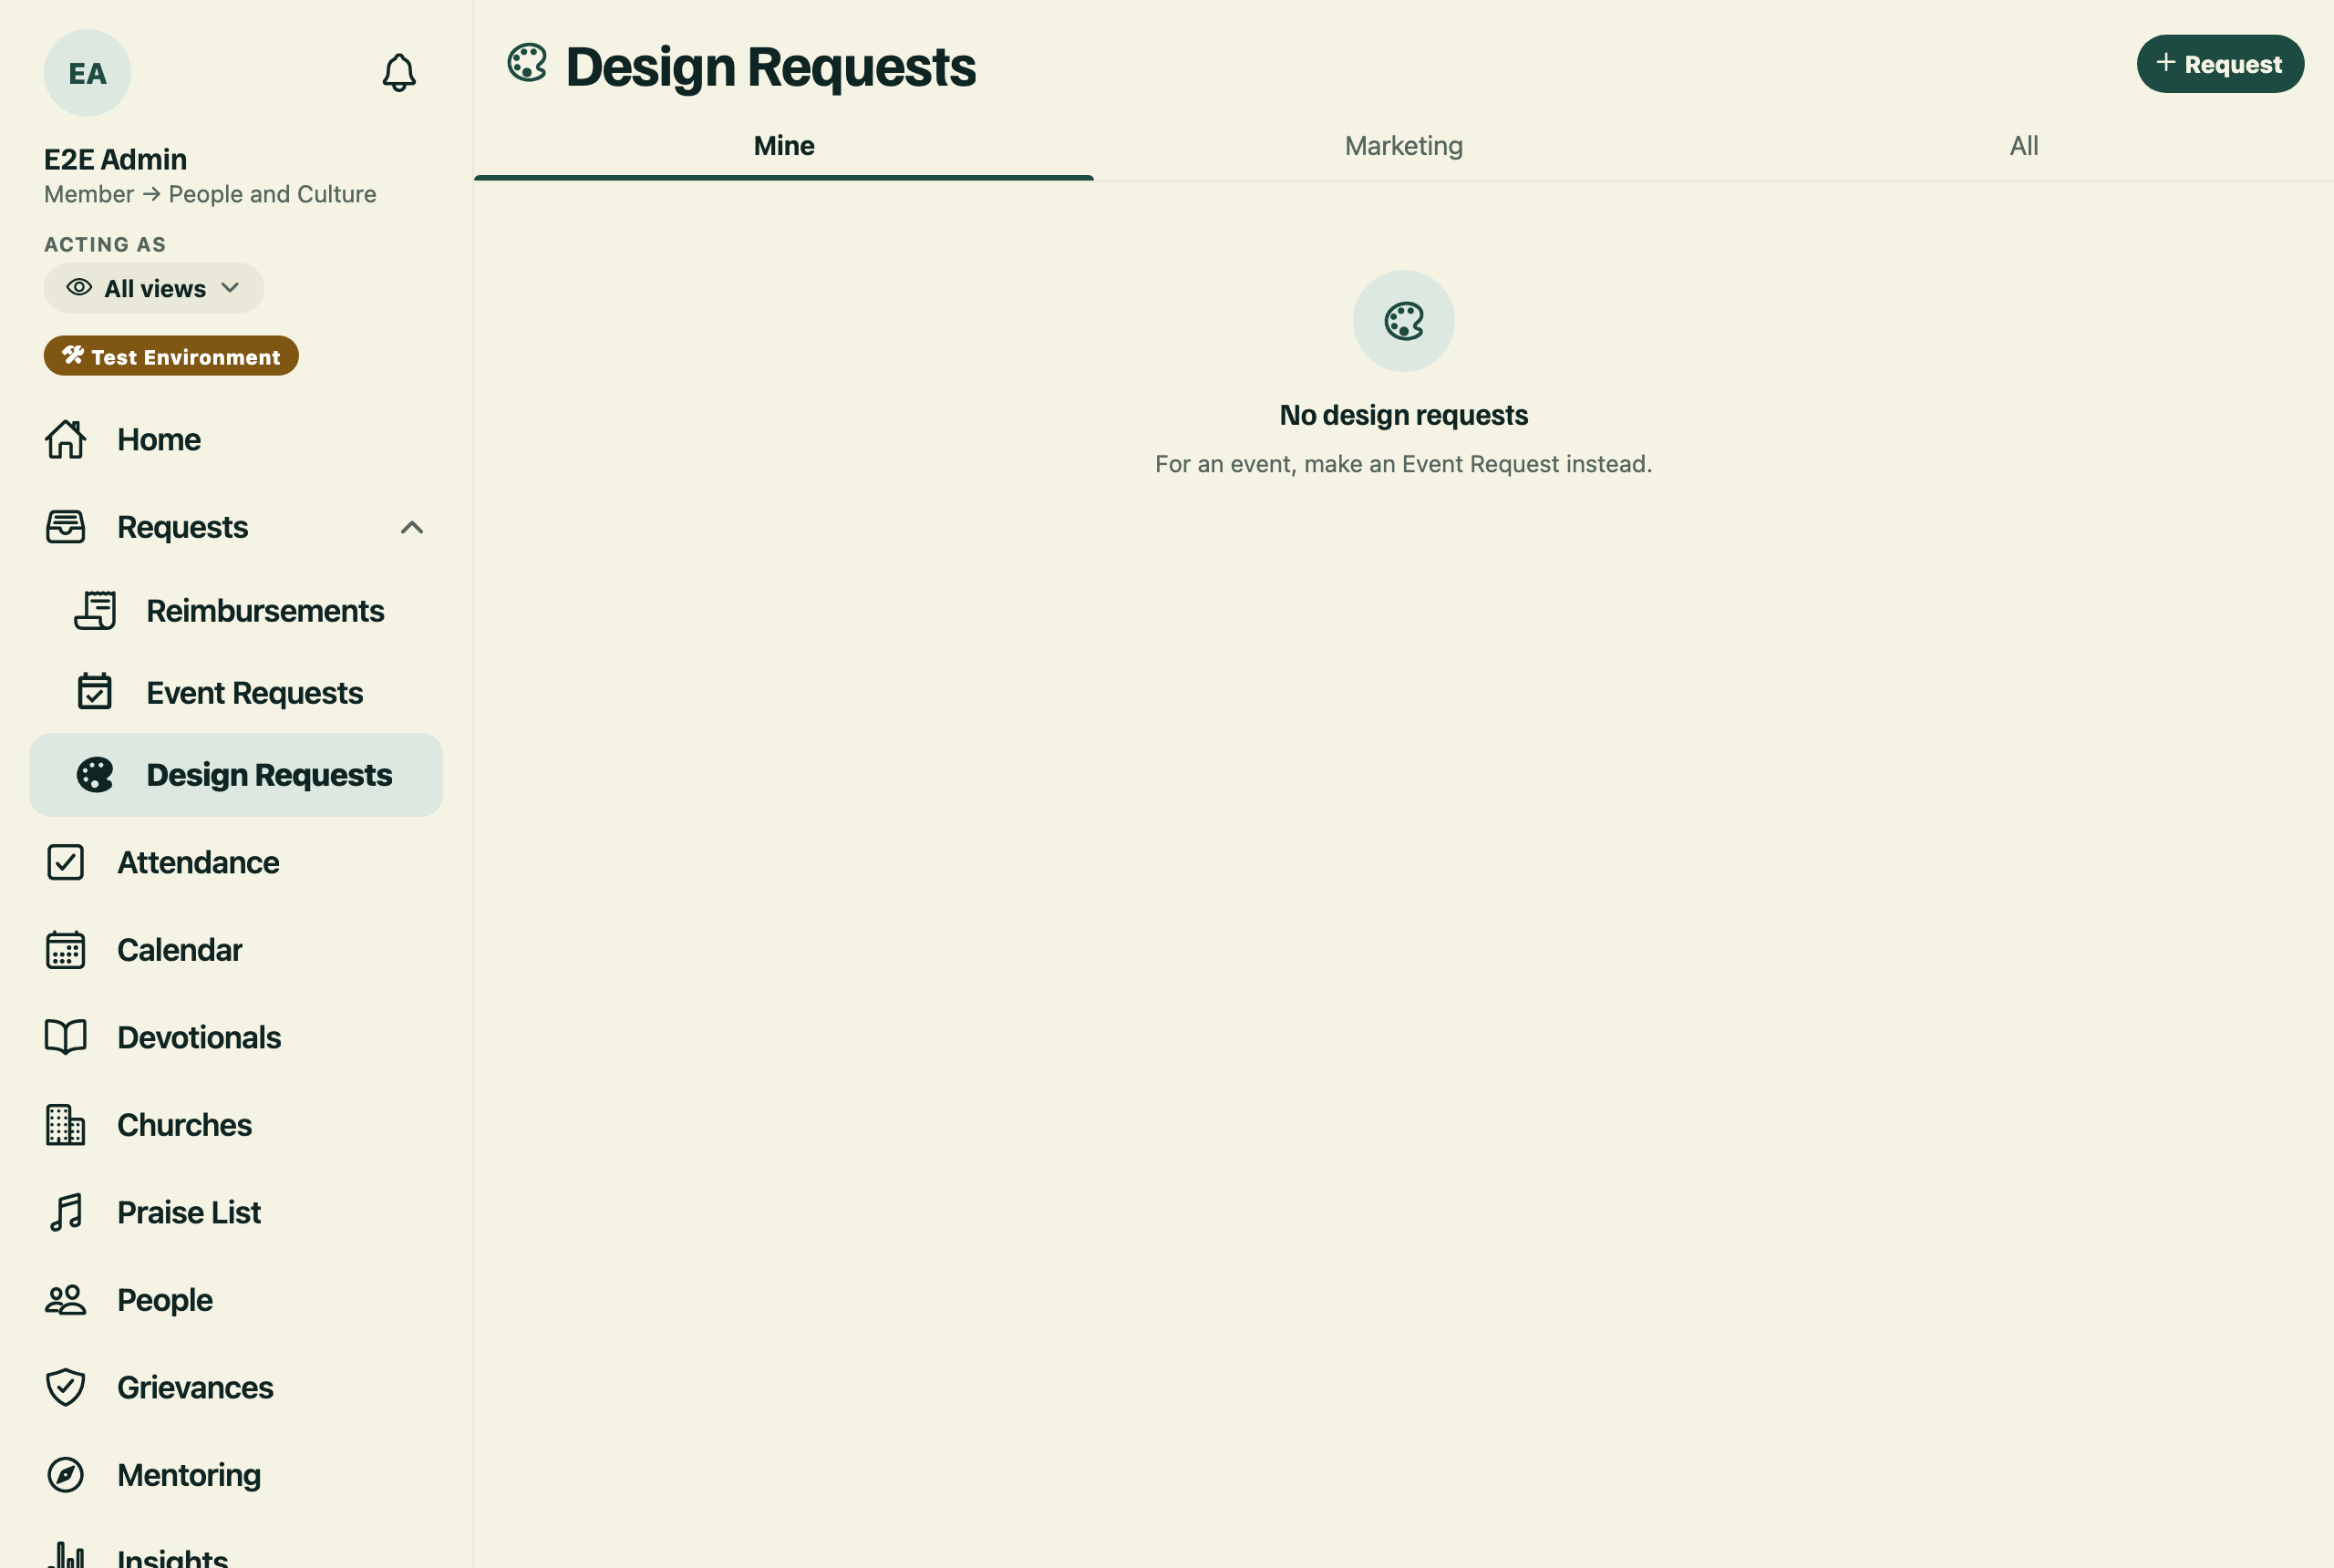 EA
E2E Admin
Member → People and Culture
ACTING AS
All views
Test Environment
Home
Requests
Reimbursements
Event Requests
Design Requests
Attendance
Calendar
Devotionals
Churches
Praise List
People
Grievances
Mentoring
Insights
Design Requests
+ Request
Mine
Marketing
All
No design requests
For an event, make an Event Request instead.